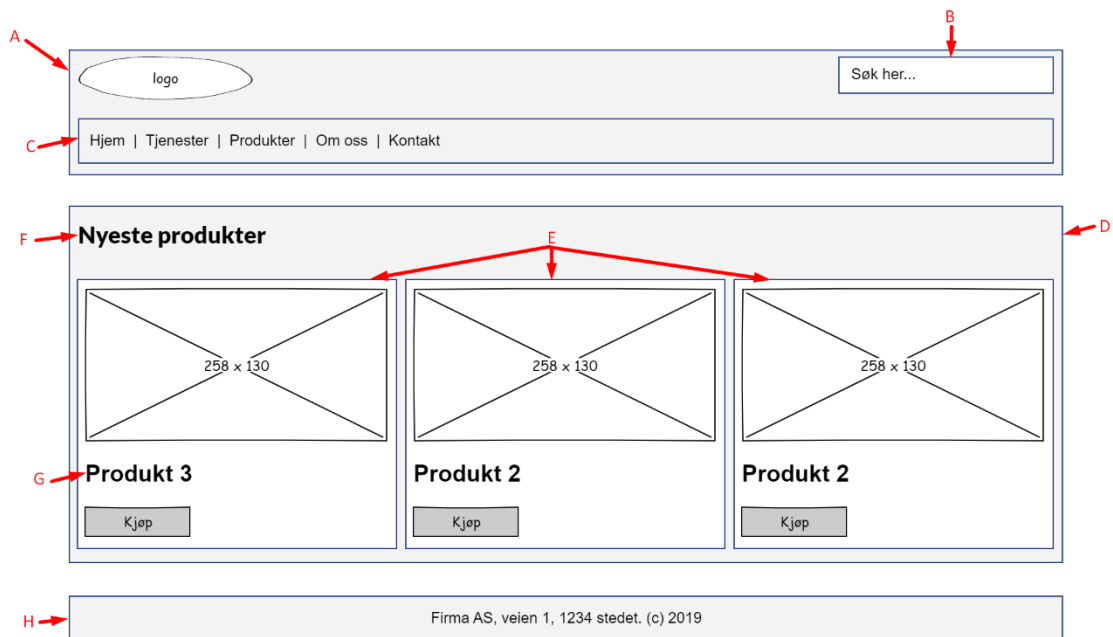 A
B
logo
Søk her...
C
Hjem | Tjenester | Produkter | Om oss | Kontakt
D
F
Nyeste produkter
E
258 x 130
258 x 130
258 x 130
G
Produkt 3
Produkt 2
Produkt 2
Kjøp
Kjøp
Kjøp
H
Firma AS, veien 1, 1234 stedet. (c) 2019